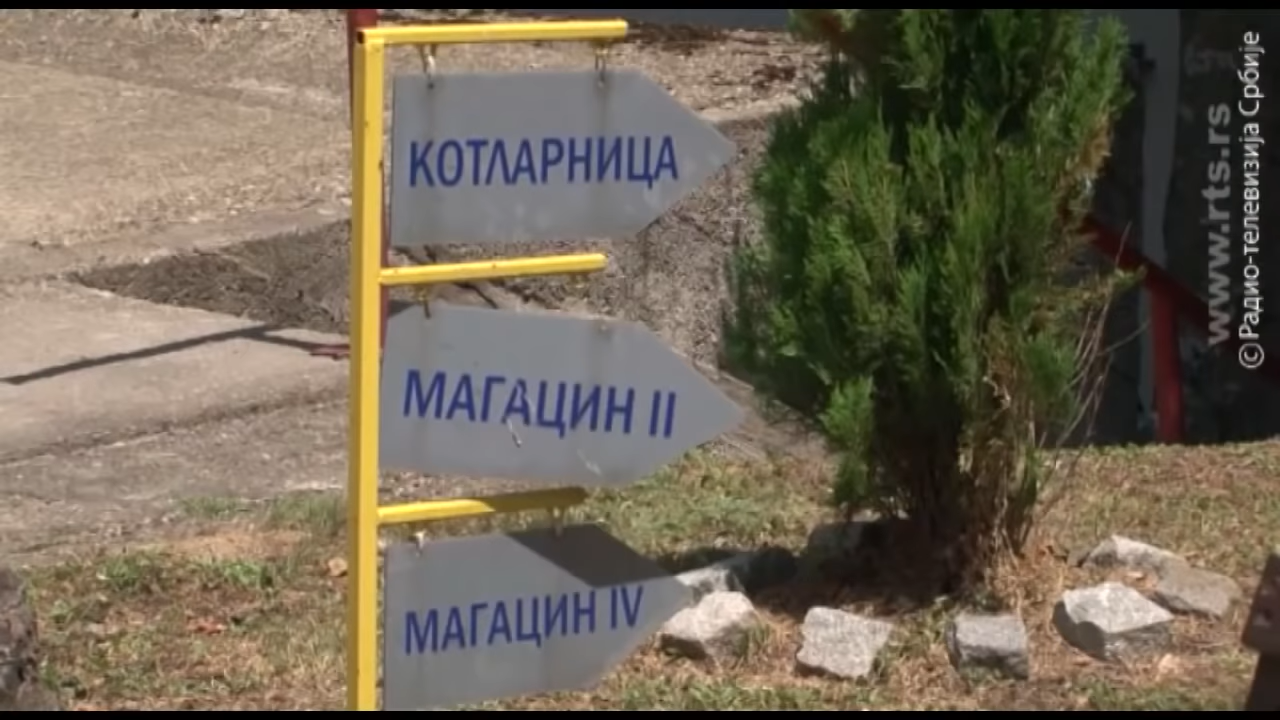 КОТЛАРНИЦА
МАГАЦИН II
МАГАЦИН IV
www.rts.rs
© Радио-телевизија Србије